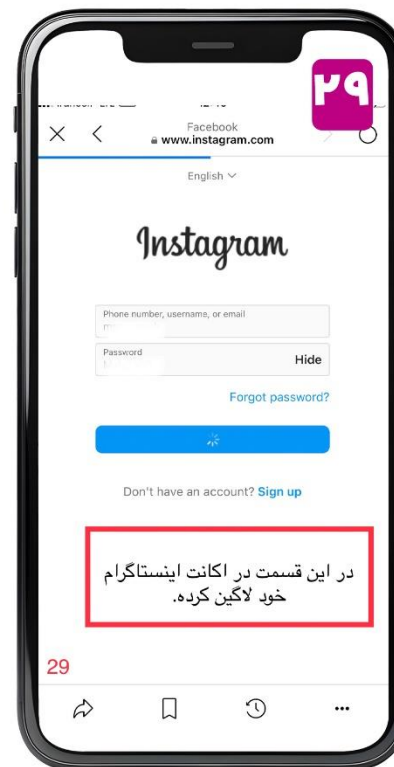 ۲۹
Facebook
www.instagram.com
English
Instagram
Phone number, username, or email
Password
Hide
Forgot password?
Don't have an account? Sign up
در این قسمت در اکانت اینستاگرام
خود لاگین کرده.
29